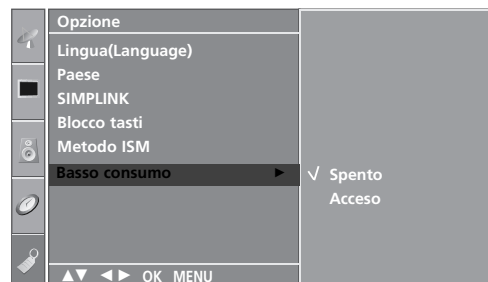 Opzione
Lingua(Language)
Paese
SIMPLINK
Blocco tasti
Metodo ISM
Basso consumo ► √ Spento
Acceso
▲▼ ◄► OK MENU